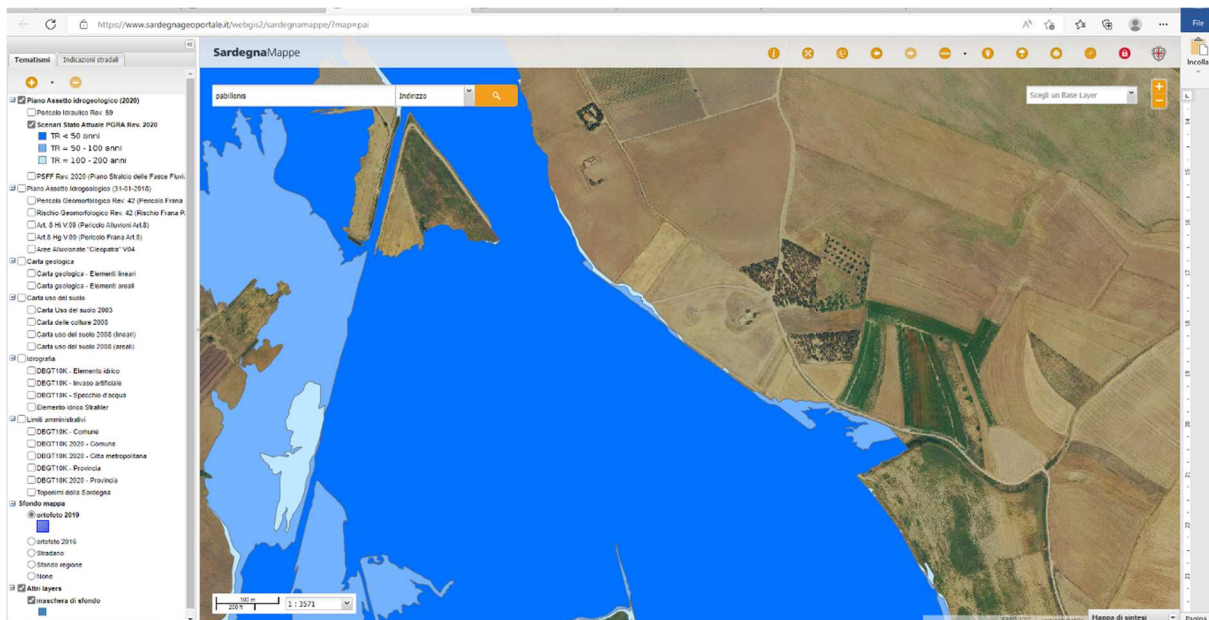 https://www.sardegnageoportale.it/webgis2/sardegnamappe/?map=pai
File
Incolla
Tematismi
Indicazioni stradali
SardegnaMappe
pabillonis
Indirizzo
Scegli un Base Layer
Piano Assetto idrogeologico (2020)
Pericolo Idraulico Rev. 59
Scenari Stato Attuale PGRA Rev. 2020
TR < 50 anni
TR = 50 - 100 anni
TR = 100 - 200 anni
PSFF Rev. 2020 (Piano Stralcio delle Fasce Fluvi
Piano Assetto Idrogeologico (31-01-2018)
Pericolo Geomorfologico Rev. 42 (Pericolo Frana
Rischio Geomorfologico Rev. 42 (Rischio Frana P
Art. 8 Hi V.09 (Pericolo Alluvioni Art.8)
Art.8 Hg V.09 (Pericolo Frana Art.8)
Aree Alluvionate "Cleopatra" V04
Carta geologica
Carta geologica - Elementi lineari
Carta geologica - Elementi areali
Carta uso del suolo
Carta Uso del suolo 2003
Carta delle colture 2008
Carta uso del suolo 2008 (lineari)
Carta uso del suolo 2008 (areali)
Idrografia
DBGT10K - Elemento idrico
DBGT10K - Invaso artificiale
DBGT10K - Specchio d'acqua
Elemento idrico Strahler
Limiti amministrativi
DBGT10K - Comune
DBGT10K 2020 - Comune
DBGT10K 2020 - Citta metropolitana
DBGT10K - Provincia
DBGT10K 2020 - Provincia
Toponimi della Sardegna
Sfondo mappa
ortofoto 2019
ortofoto 2016
Stradario
Sfondo regione
None
Altri layers
maschera di sfondo
100 m
200 ft
1 : 3571
Mappa di sintesi
Pagina